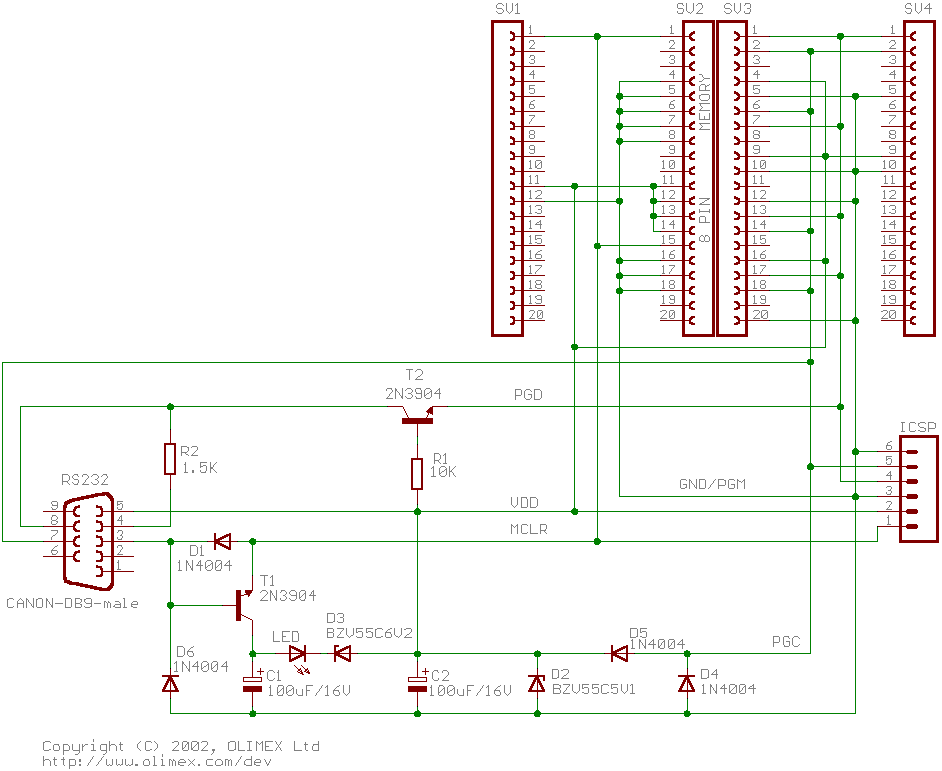 SV1 SV2 SV3 SV4
1 1 1 1
2 2 2 2
3 3 3 3
4 4 4 4
5 5 5 5
6 6 6 6
7 7 7 7
8 8 8 8
9 9 9 9
10 10 10 10
11 11 11 11
12 12 12 12
13 13 13 13
14 14 14 14
15 15 15 15
16 16 16 16
17 17 17 17
18 18 18 18
19 19 19 19
20 20 20 20
8 PIN MEMORY
T2
2N3904
PGD
R2
1.5K
R1
10K
ICSP
6
5
4
3
2
1
GND/PGM
VDD
MCLR
RS232
9 5
8 4
7 3
6 2
1
CANON-DB9-male
D1
1N4004
T1
2N3904
LED
D3
BZV55C6V2
D5
1N4004
PGC
D6
1N4004
C1
+
100uF/16V
C2
+
100uF/16V
D2
BZV55C5V1
D4
1N4004
Copyright (C) 2002, OLIMEX Ltd
http://www.olimex.com/dev